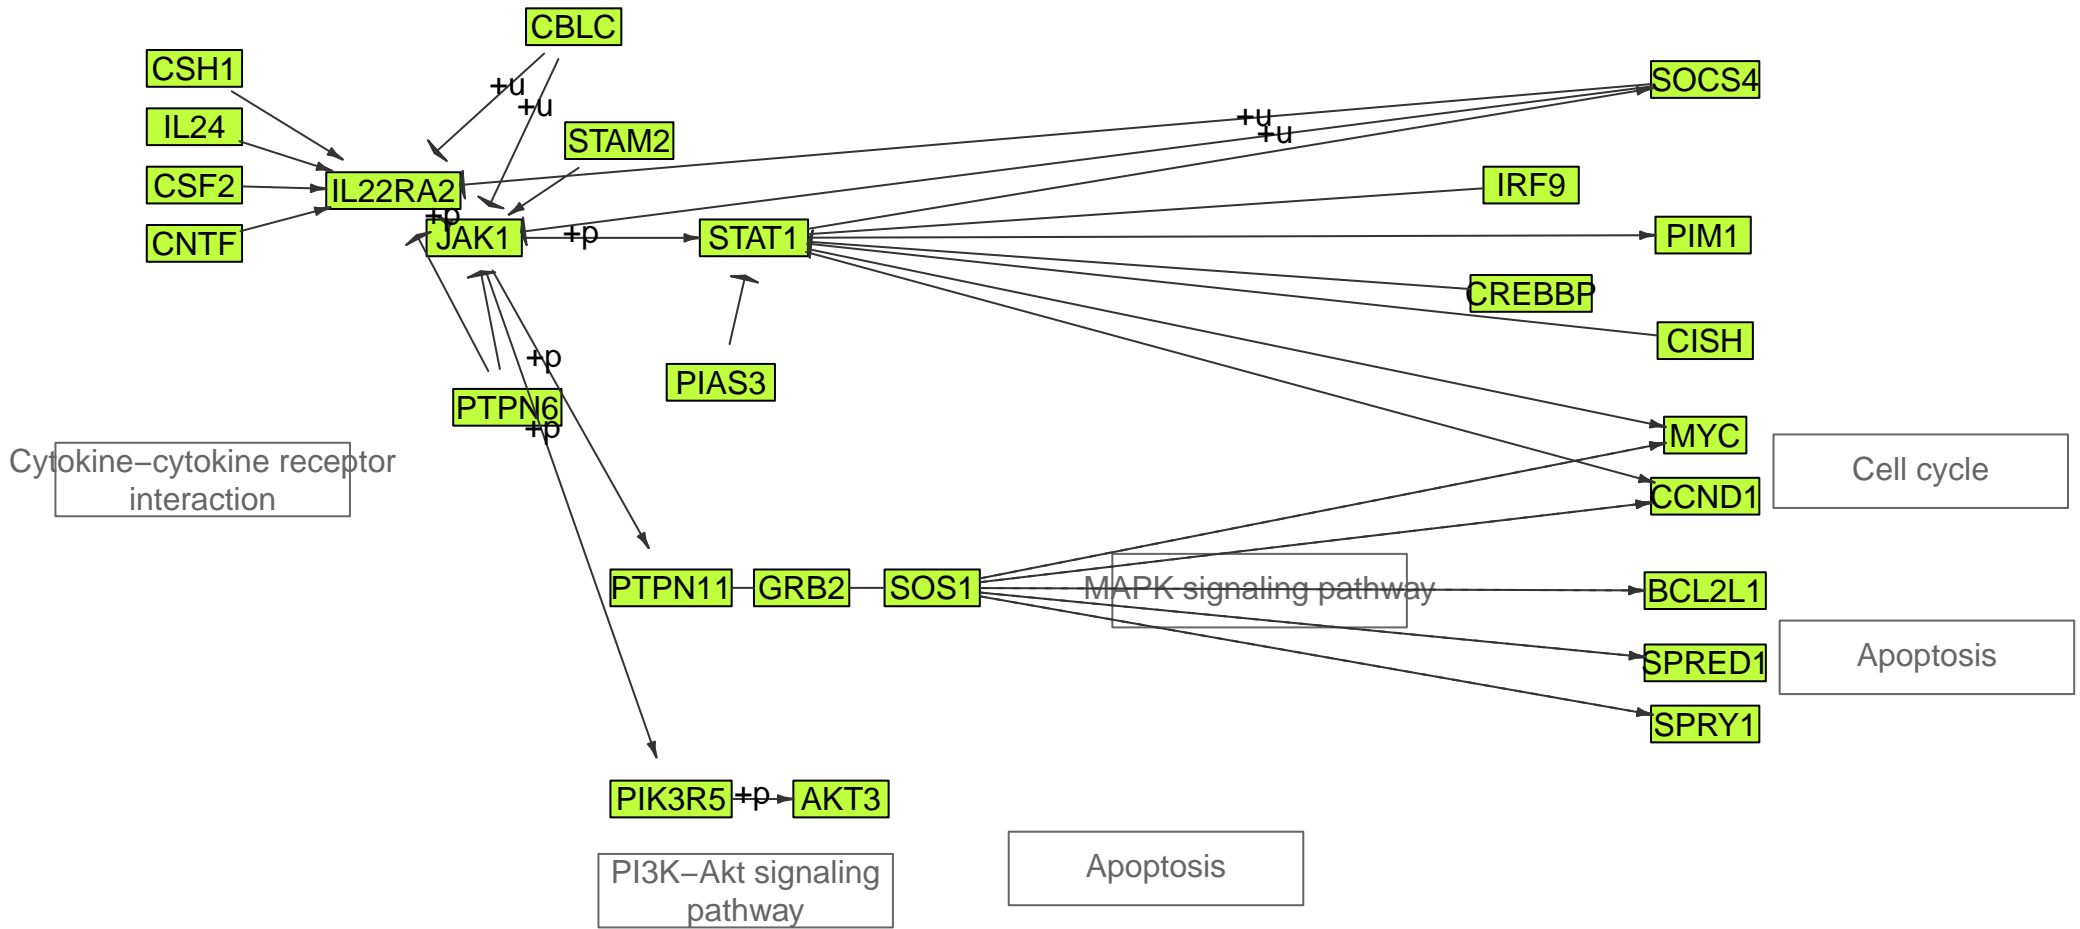 CBLC
CSH1
+u
SOCS4
+u
+u
IL24
STAM2
+u
CSF2
IL22RA2
IRF9
+p
CNTF
JAK1
+p
STAT1
PIM1
CREBBP
CISH
+p
PIAS3
PTPN6
+p
MYC
Cytokine−cytokine receptor
interaction
Cell cycle
CCND1
PTPN11
GRB2
SOS1
MAPK signaling pathway
BCL2L1
SPRED1
Apoptosis
SPRY1
PIK3R5
+p
AKT3
PI3K−Akt signaling
pathway
Apoptosis